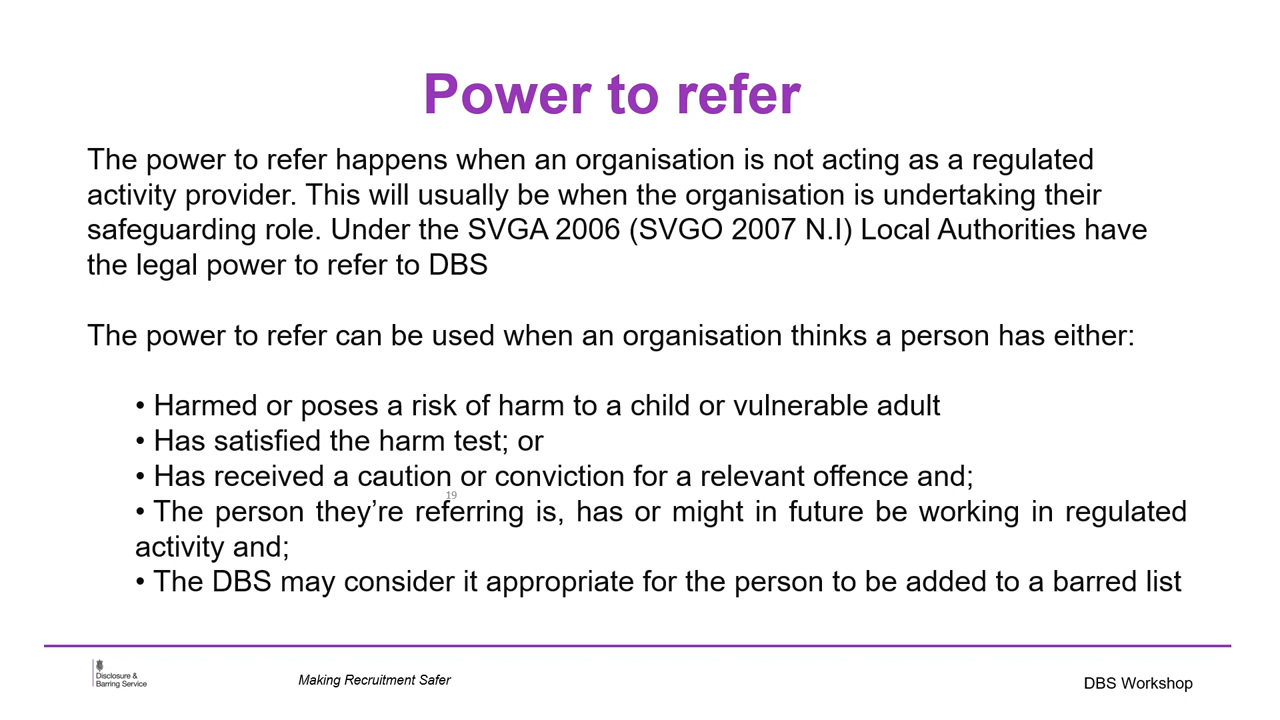 Power to refer
The power to refer happens when an organisation is not acting as a regulated
activity provider. This will usually be when the organisation is undertaking their
safeguarding role. Under the SVGA 2006 (SVGO 2007 N.I) Local Authorities have
the legal power to refer to DBS
The power to refer can be used when an organisation thinks a person has either:
• Harmed or poses a risk of harm to a child or vulnerable adult
• Has satisfied the harm test; or
• Has received a caution or conviction for a relevant offence and;
19
• The person they’re referring is, has or might in future be working in regulated
activity and;
• The DBS may consider it appropriate for the person to be added to a barred list
Disclosure &
Barring Service
Making Recruitment Safer
DBS Workshop